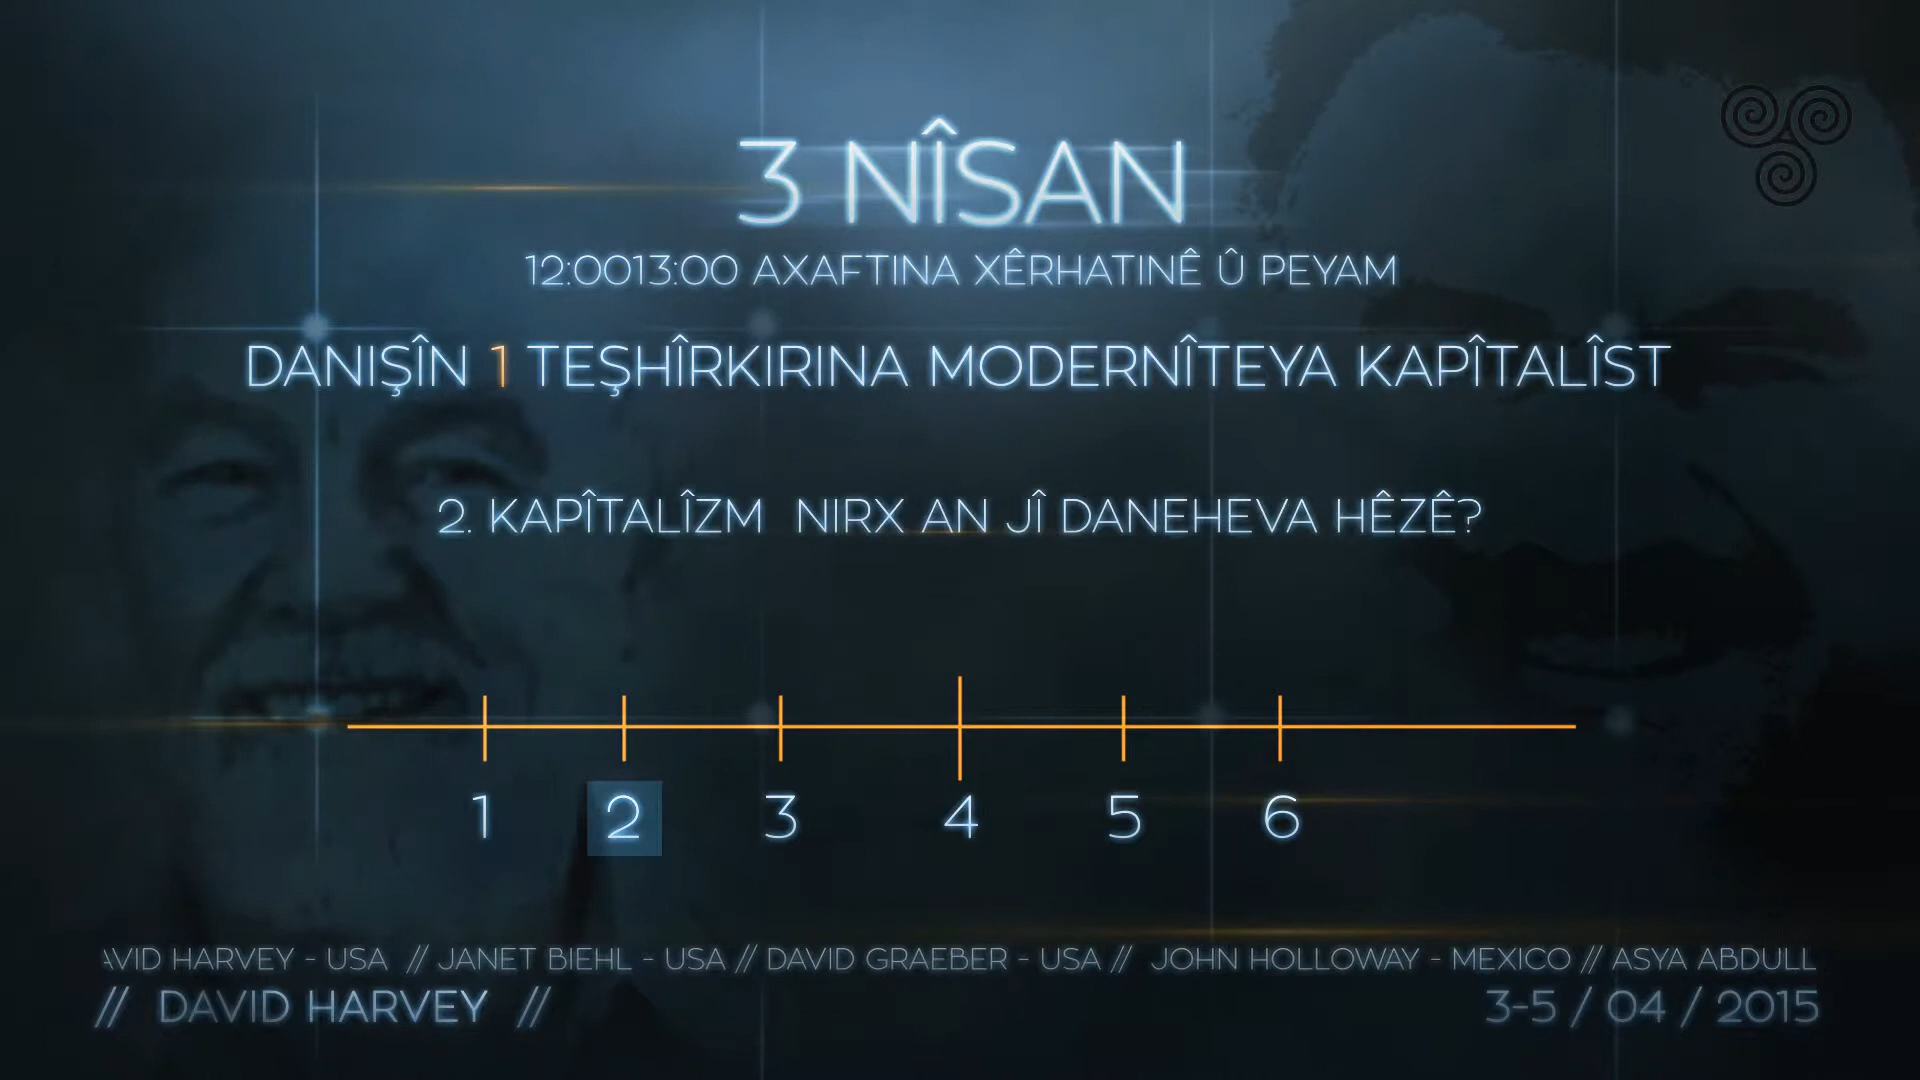 3 NÎSAN
12:0013:00 AXAFTINA XÊRHATINÊ Û PEYAM
DANIŞÎN 1 TEŞHÎRKIRINA MODERNÎTEYA KAPÎTALÎST
2. KAPÎTALÎZM NIRX AN JÎ DANEHEVA HÊZÊ?
1 2 3 4 5 6
AVID HARVEY - USA // JANET BIEHL - USA // DAVID GRAEBER - USA // JOHN HOLLOWAY - MEXICO // ASYA ABDULL
// DAVID HARVEY // 3-5 / 04 / 2015